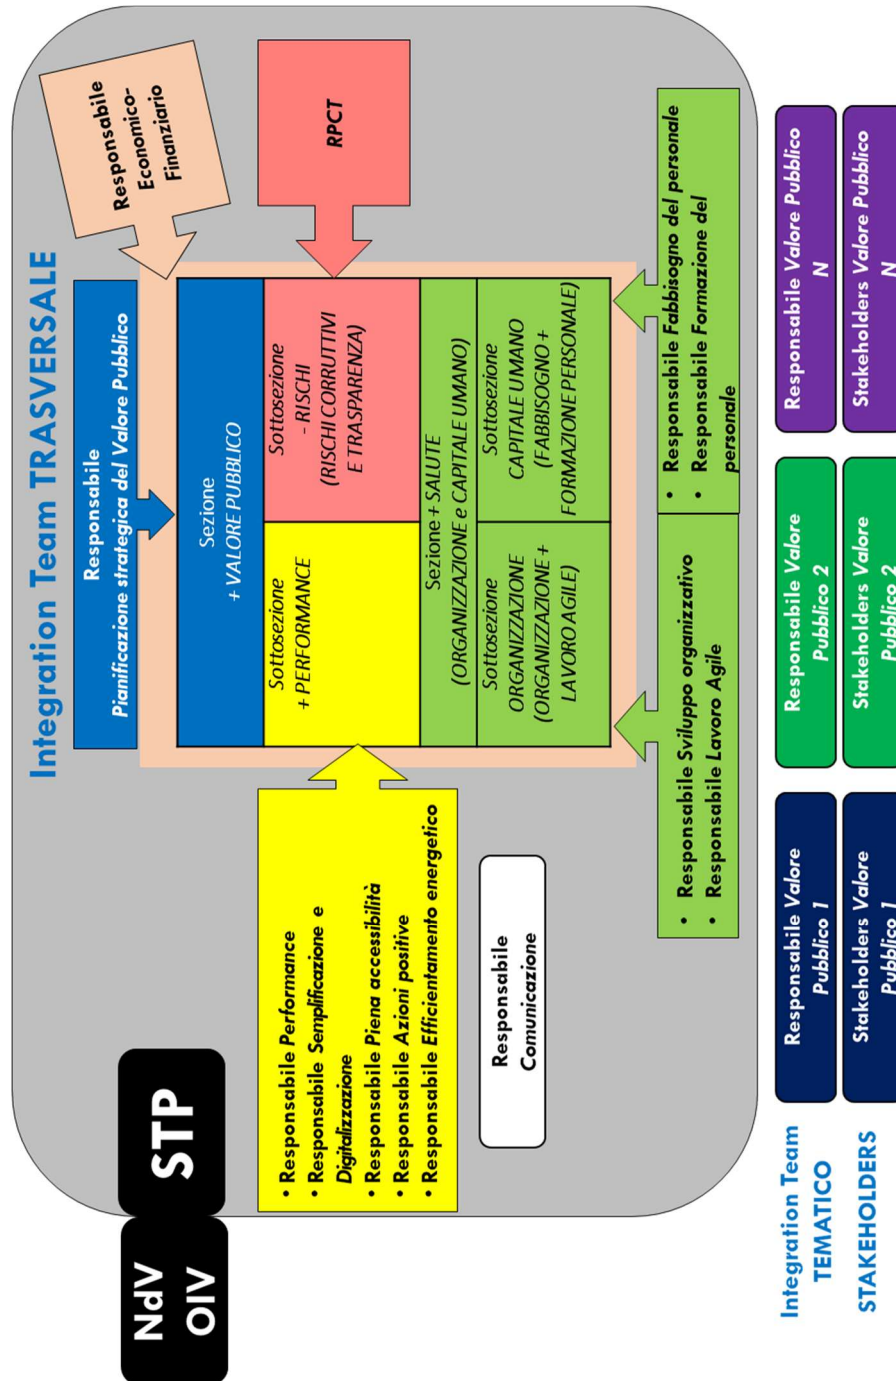 Integration Team TRASVERSALE
Responsabile
Pianificazione strategica del Valore Pubblico
Responsabile
Economico-
Finanziario
NdV
OIV
STP
Sezione
+ VALORE PUBBLICO
• Responsabile Performance
• Responsabile Semplificazione e
Digitalizzazione
• Responsabile Piena accessibilità
• Responsabile Azioni positive
• Responsabile Efficientamento energetico
Sottosezione
+ PERFORMANCE
Sottosezione
- RISCHI
(RISCHI CORRUTTIVI
E TRASPARENZA)
RPCT
Sezione + SALUTE
(ORGANIZZAZIONE e CAPITALE UMANO)
Sottosezione
ORGANIZZAZIONE
(ORGANIZZAZIONE +
LAVORO AGILE)
Sottosezione
CAPITALE UMANO
(FABBISOGNO +
FORMAZIONE PERSONALE)
Responsabile
Comunicazione
• Responsabile Sviluppo organizzativo
• Responsabile Lavoro Agile
• Responsabile Fabbisogno del personale
• Responsabile Formazione del
personale
Integration Team
TEMATICO
Responsabile Valore
Pubblico 1
Responsabile Valore
Pubblico 2
Responsabile Valore Pubblico
N
STAKEHOLDERS
Stakeholders Valore
Pubblico 1
Stakeholders Valore
Pubblico 2
Stakeholders Valore Pubblico
N